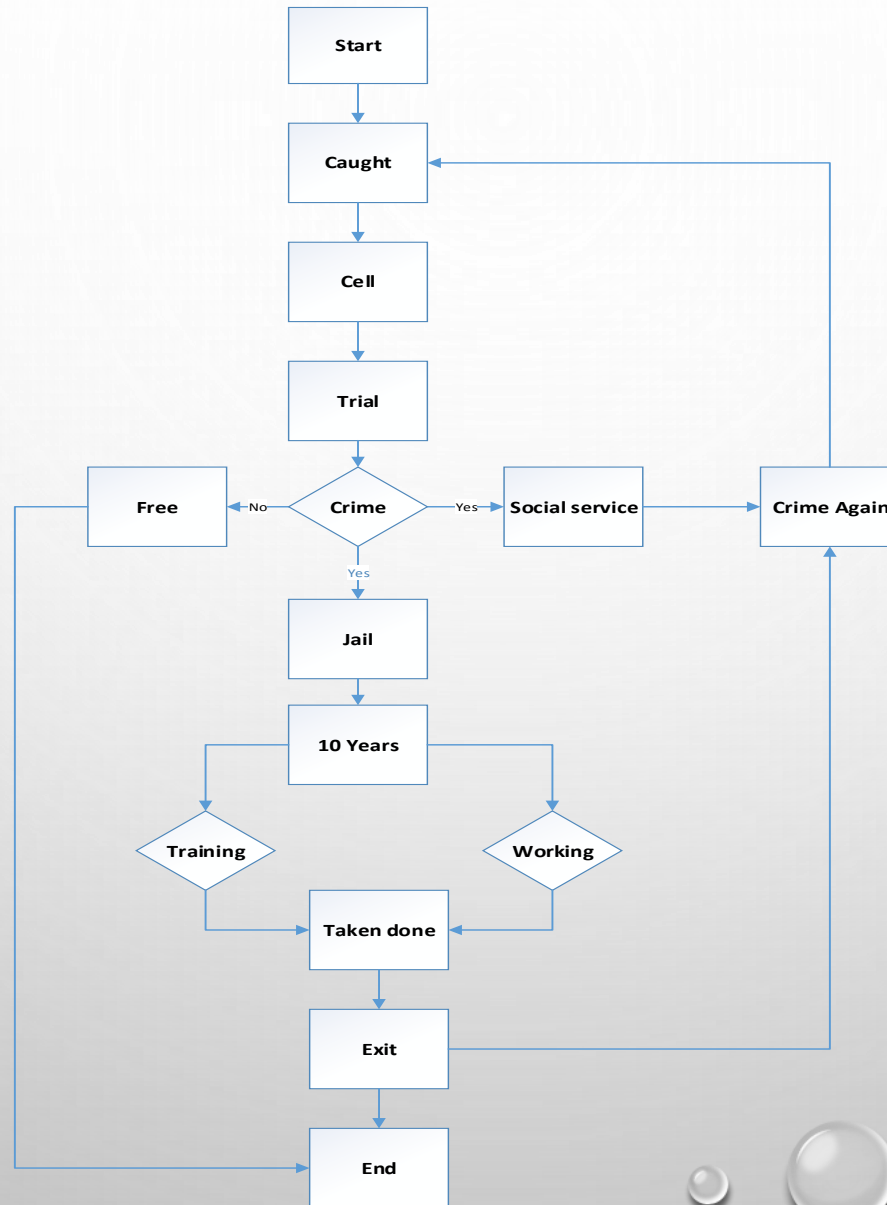 Start
Caught
Cell
Trial
Free
No
Crime
Yes
Social service
Crime Again
Yes
Jail
10 Years
Training
Working
Taken done
Exit
End